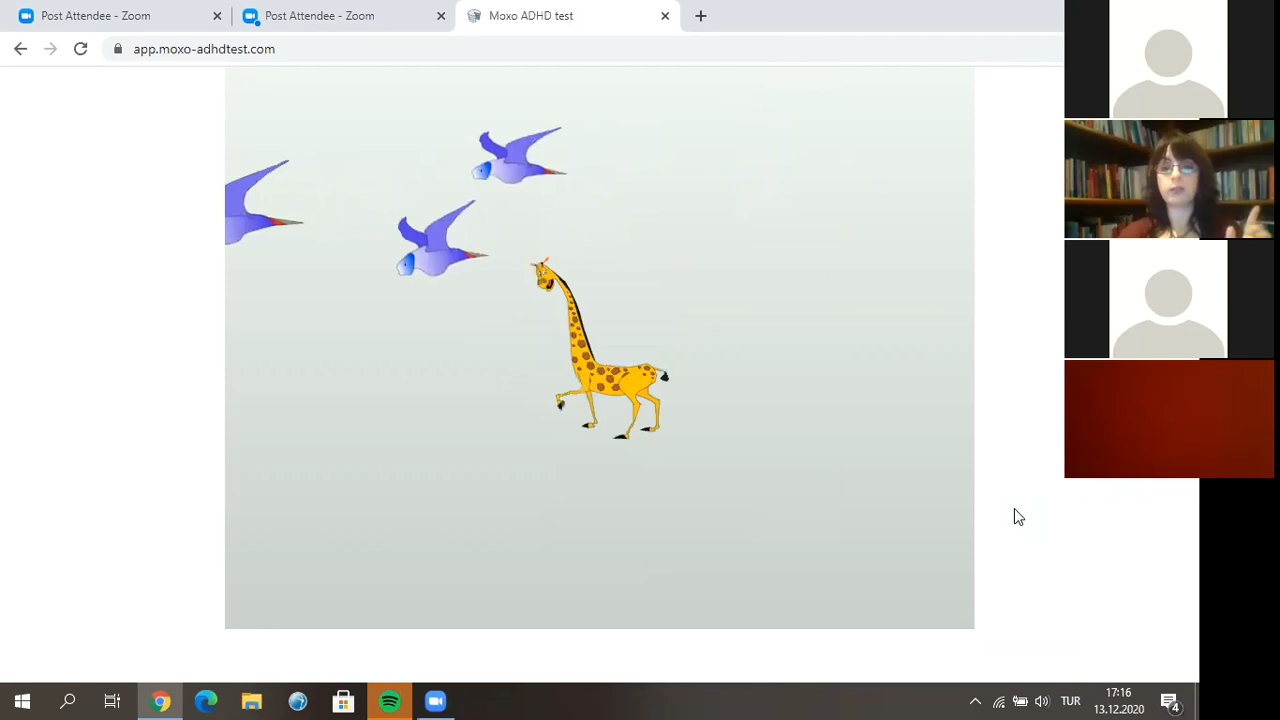 Post Attendee - Zoom
Post Attendee - Zoom
Moxo ADHD test
app.moxo-adhdtest.com
TUR
17:16
13.12.2020
4